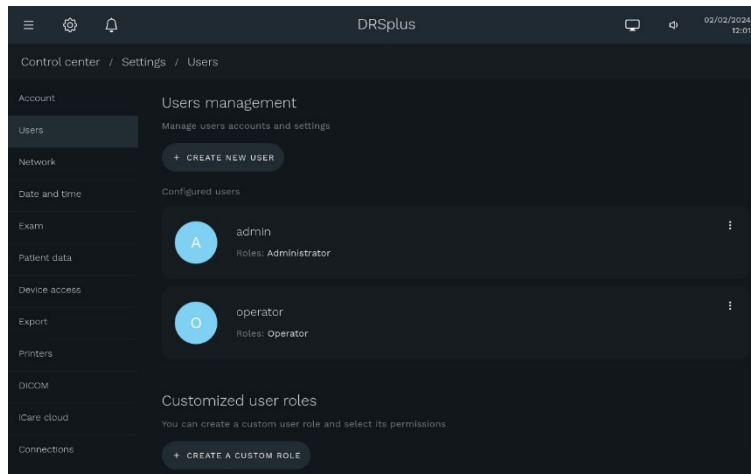 DRSplus
02/02/2024
12:01
Control center / Settings / Users
Account
Users
Network
Date and time
Exam
Patient data
Device access
Export
Printers
DICOM
iCare cloud
Connections
Users management
Manage users accounts and settings
+ CREATE NEW USER
Configured users
A
admin
Roles: Administrator
O
operator
Roles: Operator
Customized user roles
You can create a custom user role and select its permissions
+ CREATE A CUSTOM ROLE